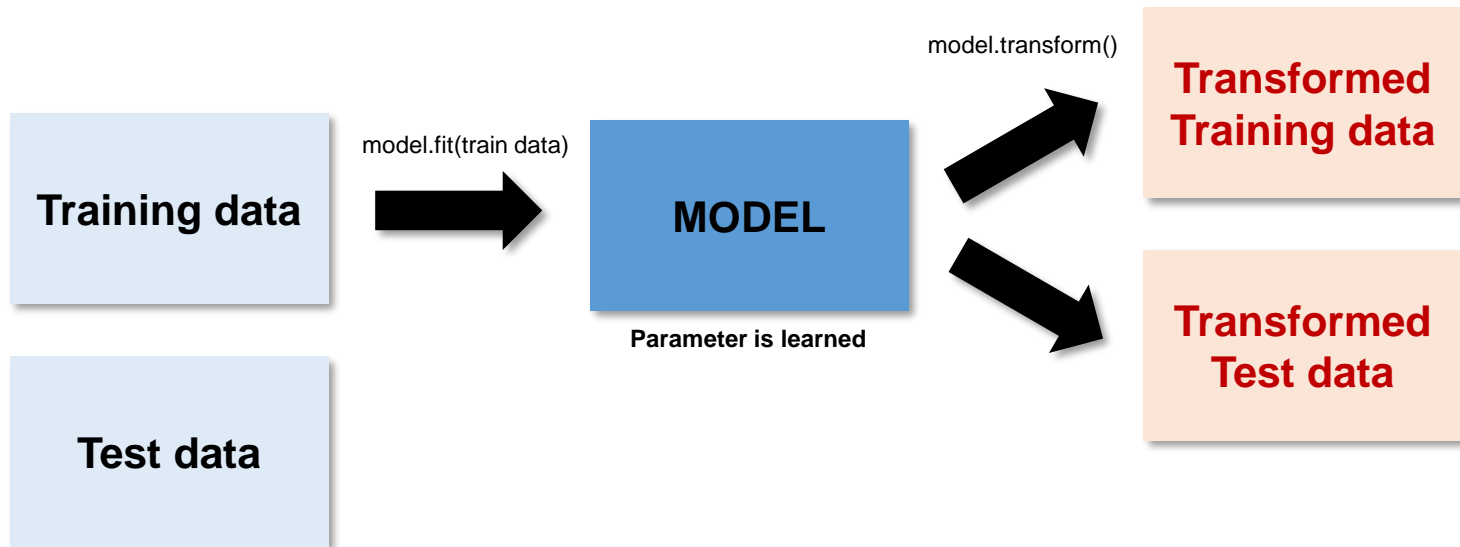 model.transform()
Transformed
Training data
model.fit(train data)
Training data
MODEL
Parameter is learned
Transformed
Test data
Test data